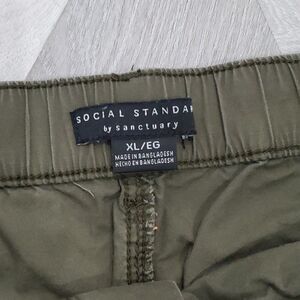 SOCIAL STANDA
by sanctuary
XL/EG
MADE IN BANGLADESH
HECHO EN BANGLADESH